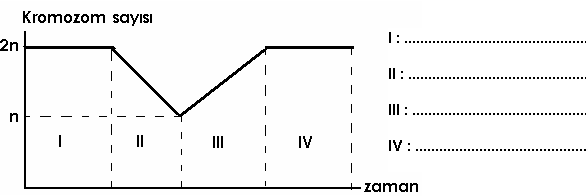 Kromozom sayısı
2n
n
I
II
III
IV
zaman
I : ................................................
II : ...............................................
III : ..............................................
IV : ..............................................